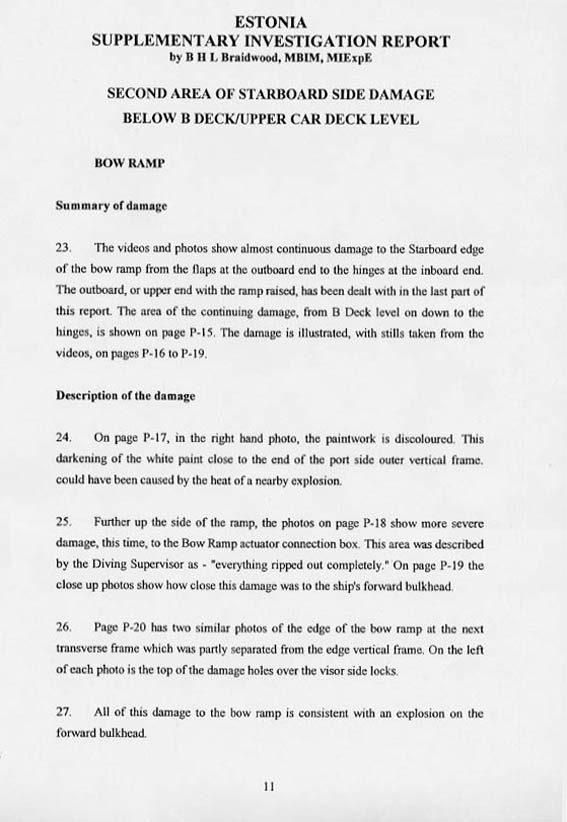 ESTONIA
SUPPLEMENTARY INVESTIGATION REPORT
by B H L Braidwood, MBIM, MIExpE
SECOND AREA OF STARBOARD SIDE DAMAGE
BELOW B DECK/UPPER CAR DECK LEVEL
BOW RAMP
Summary of damage
23. The videos and photos show almost continuous damage to the Starboard edge
of the bow ramp from the flaps at the outboard end to the hinges at the inboard end.
The outboard, or upper end with the ramp raised, has been dealt with in the last part of
this report. The area of the continuing damage, from B Deck level on down to the
hinges, is shown on page P-15. The damage is illustrated, with stills taken from the
videos, on pages P-16 to P-19.
Description of the damage
24. On page P-17, in the right hand photo, the paintwork is discoloured. This
darkening of the white paint close to the end of the port side outer vertical frame.
could have been caused by the heat of a nearby explosion.
25. Further up the side of the ramp, the photos on page P-18 show more severe
damage, this time, to the Bow Ramp actuator connection box. This area was described
by the Diving Supervisor as - "everything ripped out completely." On page P-19 the
close up photos show how close this damage was to the ship's forward bulkhead.
26. Page P-20 has two similar photos of the edge of the bow ramp at the next
transverse frame which was partly separated from the edge vertical frame. On the left
of each photo is the top of the damage holes over the visor side locks.
27. All of this damage to the bow ramp is consistent with an explosion on the
forward bulkhead.
11